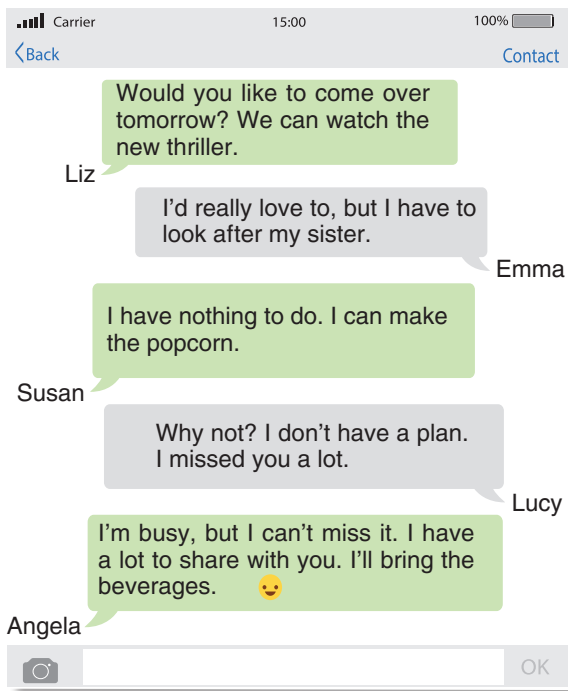 Carrier 15:00 100%
Back Contact
Would you like to come over
tomorrow? We can watch the
new thriller.
Liz
I'd really love to, but I have to
look after my sister.
Emma
I have nothing to do. I can make
the popcorn.
Susan
Why not? I don't have a plan.
I missed you a lot.
Lucy
I'm busy, but I can't miss it. I have
a lot to share with you. I'll bring the
beverages.
Angela
OK